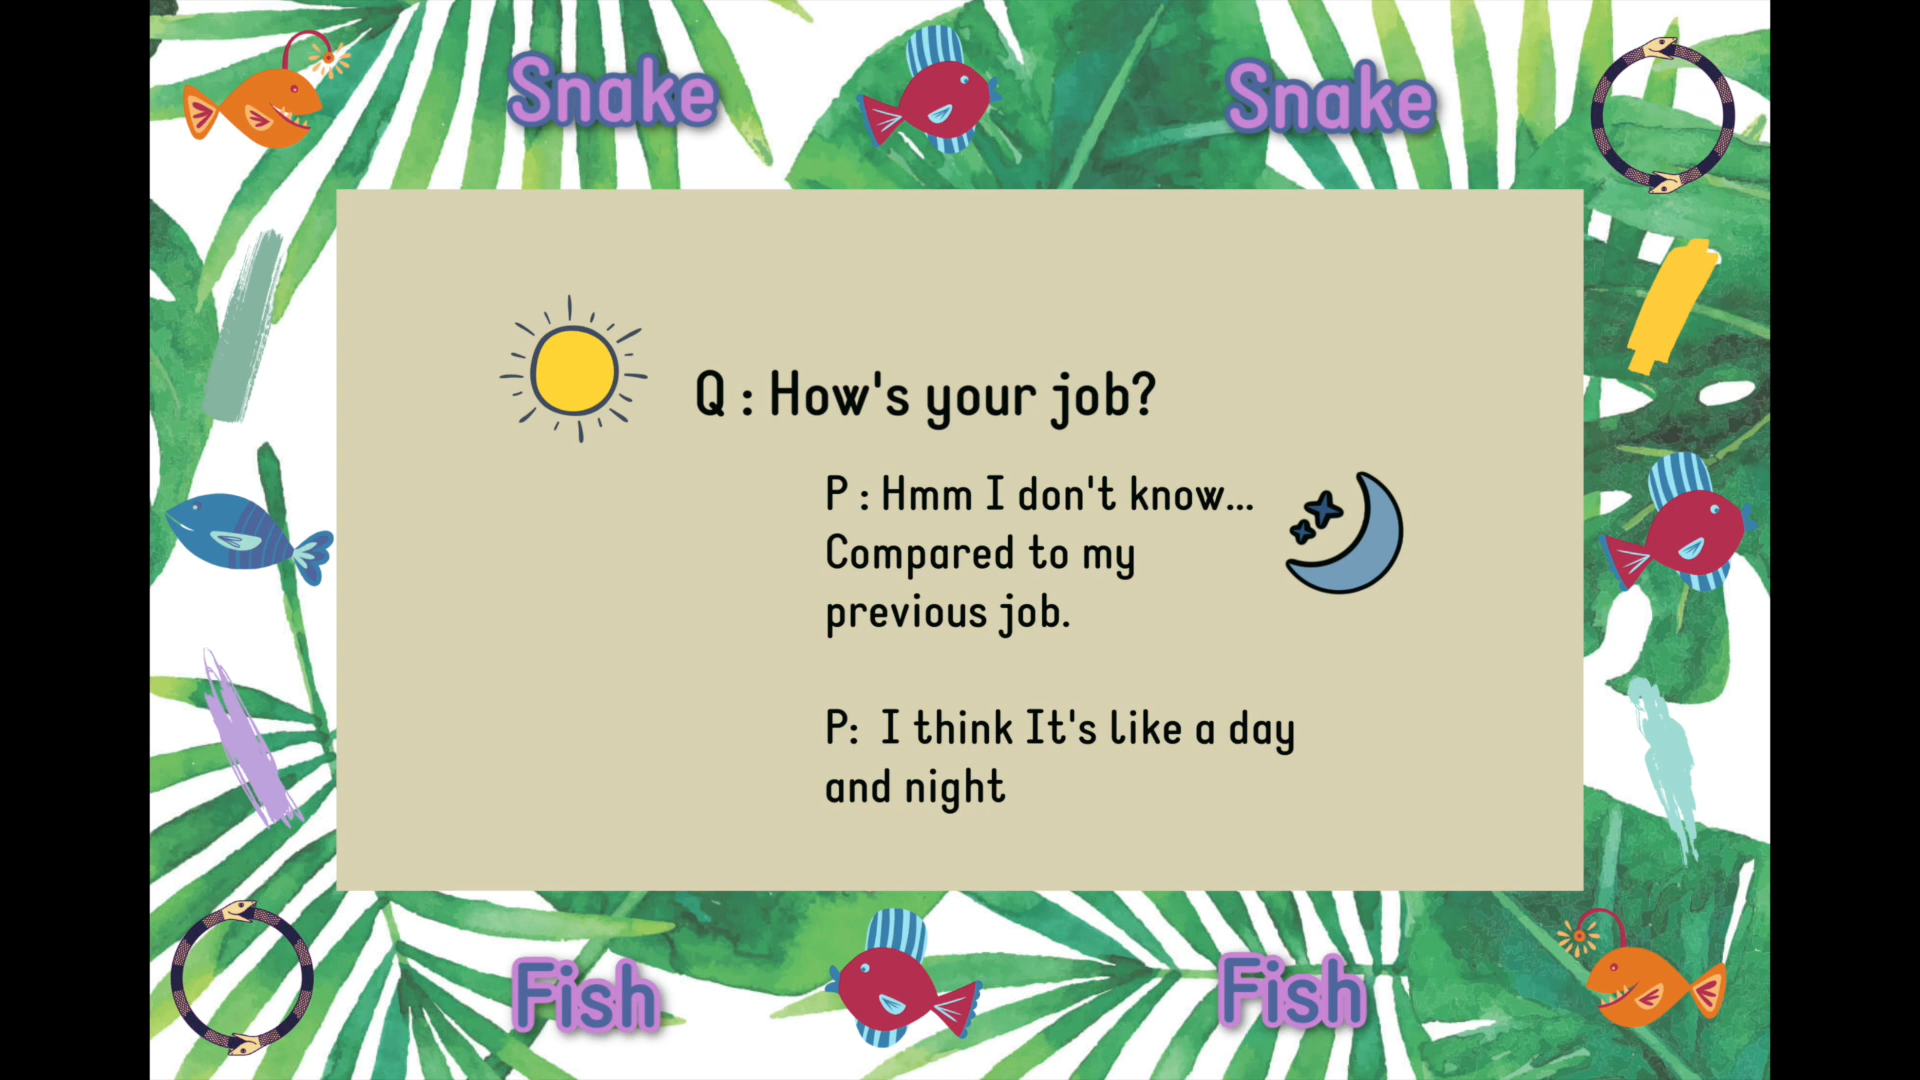 Snake
Snake
Q : How's your job?
P : Hmm I don't know...
Compared to my
previous job.
P: I think It's like a day
and night
Fish
Fish